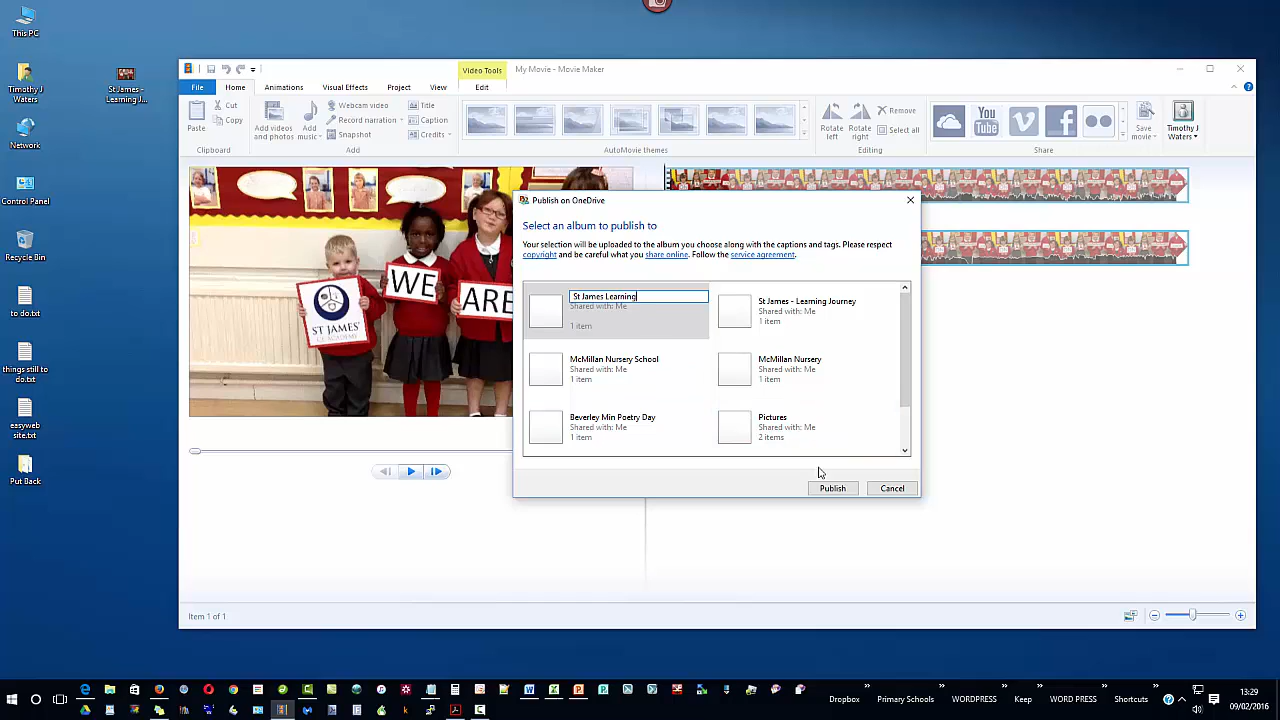 This PC
Timothy J
Waters
Network
Control Panel
Recycle Bin
to do.txt
things still to
do.txt
easyweb
site.txt
Put Back
St James -
Learning J...
Video Tools
My Movie - Movie Maker
File
Home
Animations
Visual Effects
Project
View
Edit
Paste
Cut
Copy
Clipboard
Add videos
and photos
Add
music
Webcam video
Record narration
Snapshot
Title
Caption
Credits
Add
AutoMovie themes
Rotate
left
Rotate
right
Remove
Select all
Editing
You
Tube
Share
Save
movie
Timothy J
Waters
ST JAMES'
C.E. ACADEMY
WE
ARE
Publish on OneDrive
Select an album to publish to
Your selection will be uploaded to the album you choose along with the captions and tags. Please respect
copyright and be careful what you share online. Follow the service agreement.
St James Learning
Shared with: Me
1 item
St James - Learning Journey
Shared with: Me
1 item
McMillan Nursery School
Shared with: Me
1 item
McMillan Nursery
Shared with: Me
1 item
Beverley Min Poetry Day
Shared with: Me
1 item
Pictures
Shared with: Me
2 items
Publish
Cancel
Item 1 of 1
Dropbox
Primary Schools
WORDPRESS
Keep
WORD PRESS
Shortcuts
13:29
09/02/2016